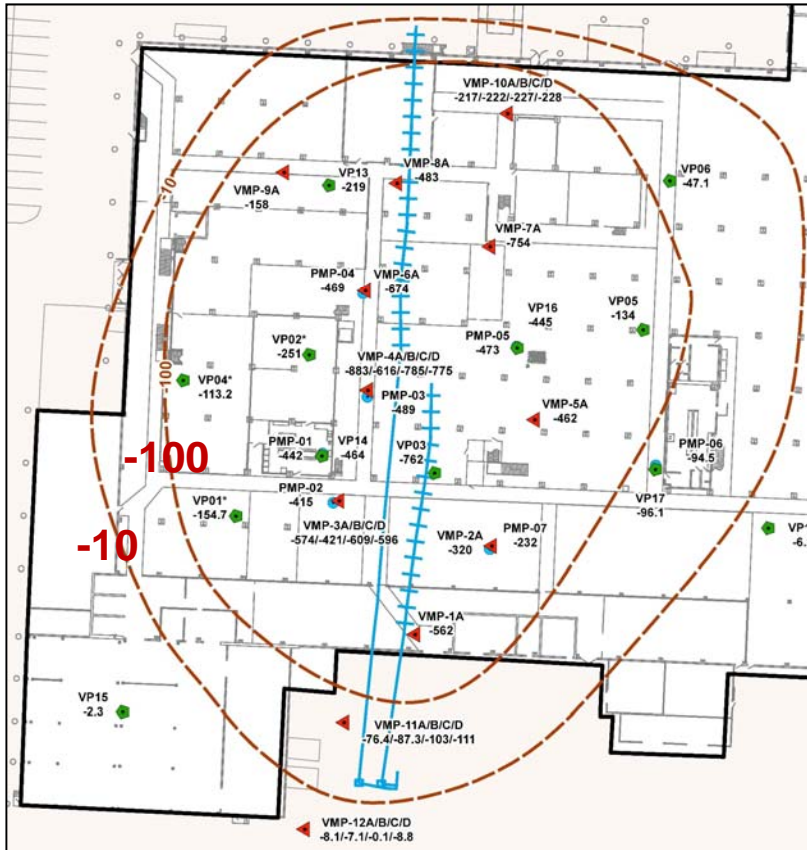 VMP-10A/B/C/D
-217/-222/-227/-228
VMP-8A
-483
VP13
-219
VMP-9A
-158
VP06
-47.1
-10
VMP-7A
-754
PMP-04
-469
VMP-6A
-674
VP16
-445
VP05
-134
PMP-05
-473
VP02*
-251
VMP-4A/B/C/D
-883/-616/-785/-775
-100
VP04*
-113.2
PMP-03
-489
VMP-5A
-462
-100
PMP-01
-442
VP14
-464
VP03
-762
PMP-06
-94.5
PMP-02
-415
VP17
-96.1
VP01*
-154.7
VMP-3A/B/C/D
-574/-421/-609/-596
VMP-2A
-320
PMP-07
-232
VP1
-6.
-10
VMP-1A
-562
VP15
-2.3
VMP-11A/B/C/D
-76.4/-87.3/-103/-111
VMP-12A/B/C/D
-8.1/-7.1/-0.1/-8.8